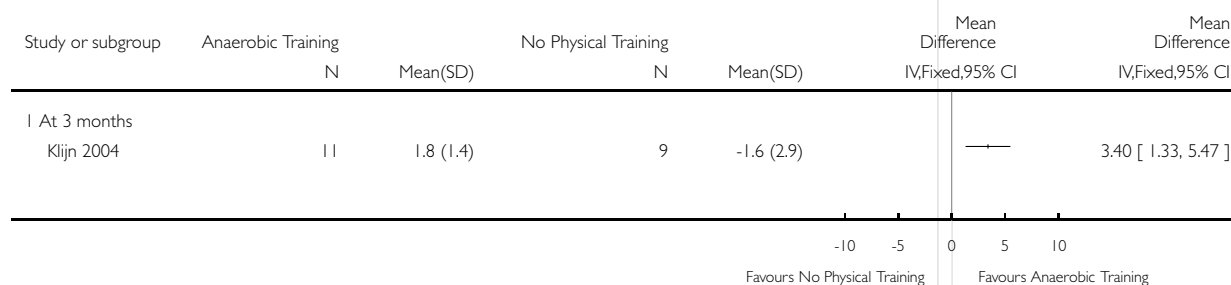 Study or subgroup Anaerobic Training No Physical Training Mean Difference Mean Difference
N Mean(SD) N Mean(SD) IV,Fixed,95% CI IV,Fixed,95% CI
1 At 3 months
Klijn 2004 11 1.8 (1.4) 9 -1.6 (2.9) 3.40 [ 1.33, 5.47 ]
-10 -5 0 5 10
Favours No Physical Training Favours Anaerobic Training